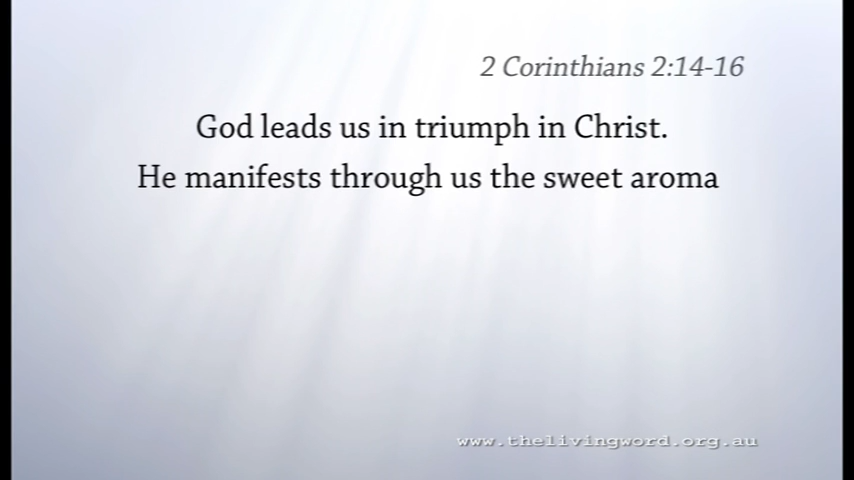 2 Corinthians 2:14-16
God leads us in triumph in Christ.
He manifests through us the sweet aroma
www.thelivingword.org.au